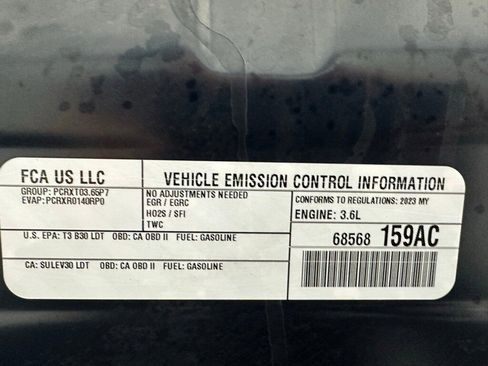 FCA US LLC
VEHICLE EMISSION CONTROL INFORMATION
GROUP: PCRXT03.65P7
EVAP: PCRXR0140RP0
NO ADJUSTMENTS NEEDED
EGR / EGRC
HO2S / SFI
TWC
CONFORMS TO REGULATIONS: 2023 MY
ENGINE: 3.6L
U.S. EPA: T3 B30 LDT OBD: CA OBD II FUEL: GASOLINE
68568 159AC
CA: SULEV30 LDT OBD: CA OBD II FUEL: GASOLINE